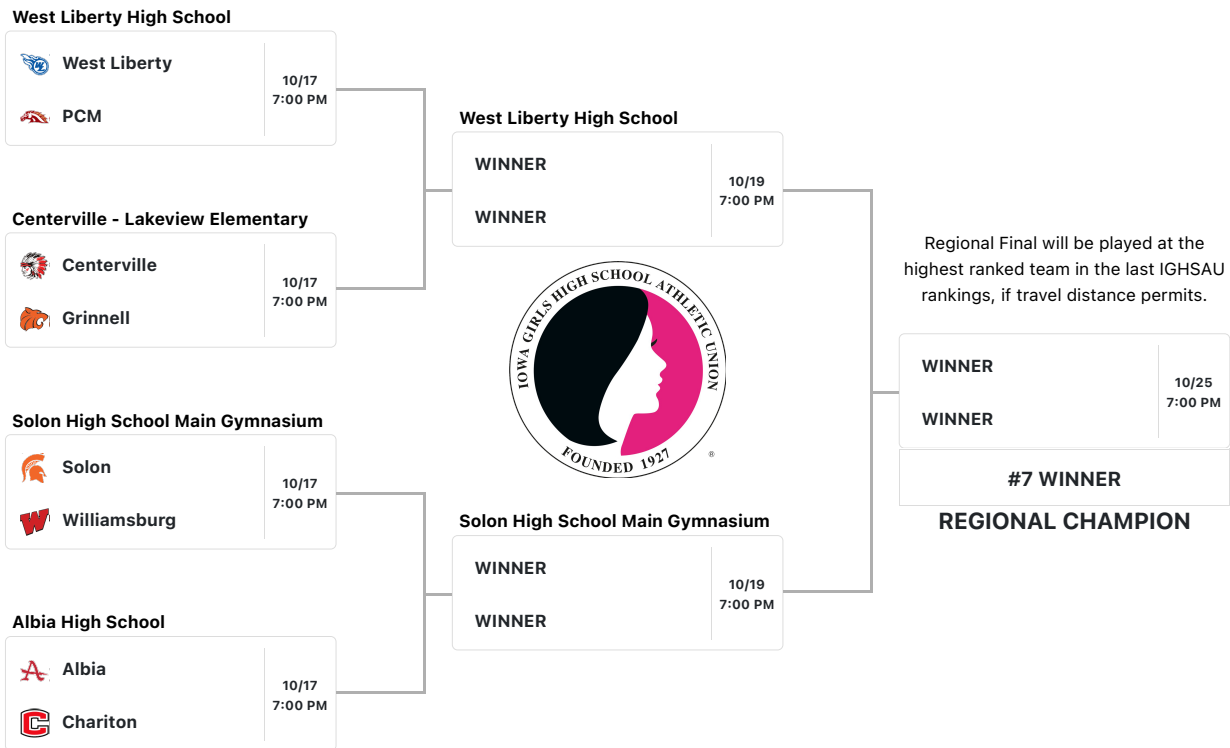 West Liberty High School
West Liberty
PCM
10/17
7:00 PM
Centerville - Lakeview Elementary
Centerville
Grinnell
10/17
7:00 PM
Solon High School Main Gymnasium
Solon
Williamsburg
10/17
7:00 PM
Albia High School
Albia
Chariton
10/17
7:00 PM
West Liberty High School
WINNER
WINNER
10/19
7:00 PM
IOWA GIRLS HIGH SCHOOL ATHLETIC UNION
FOUNDED 1927
®
Solon High School Main Gymnasium
WINNER
WINNER
10/19
7:00 PM
Regional Final will be played at the
highest ranked team in the last IGHSAU
rankings, if travel distance permits.
WINNER
WINNER
10/25
7:00 PM
#7 WINNER
REGIONAL CHAMPION